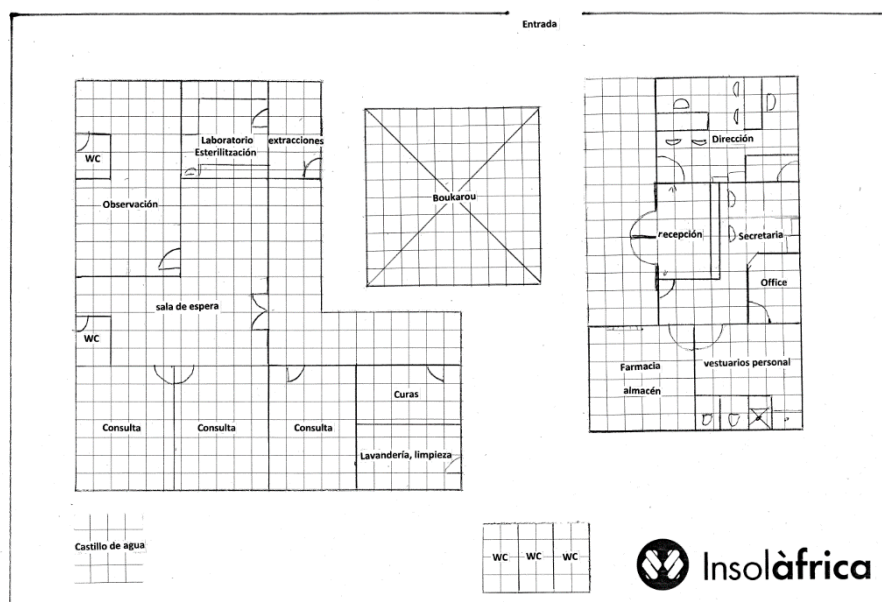 Entrada
Laboratorio
Esterilitzación
extracciones
WC
Observación
sala de espera
WC
Consulta
Consulta
Consulta
Curas
Lavandería, limpieza
Castillo de agua
Boukarou
Dirección
recepción
Secretaria
Office
Farmacia
almacén
vestuarios personal
WC
WC
WC
Insolàfrica